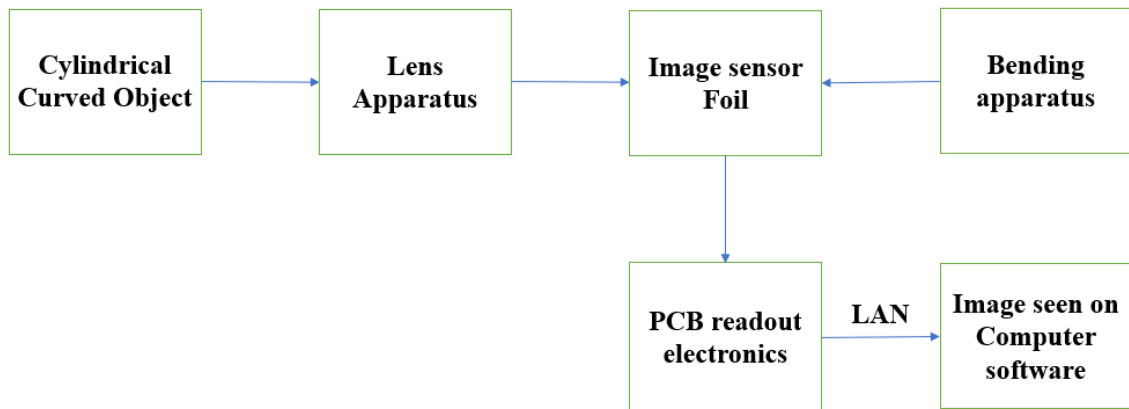 Cylindrical
Curved Object
Lens
Apparatus
Image sensor
Foil
Bending
apparatus
PCB readout
electronics
LAN
Image seen on
Computer
software